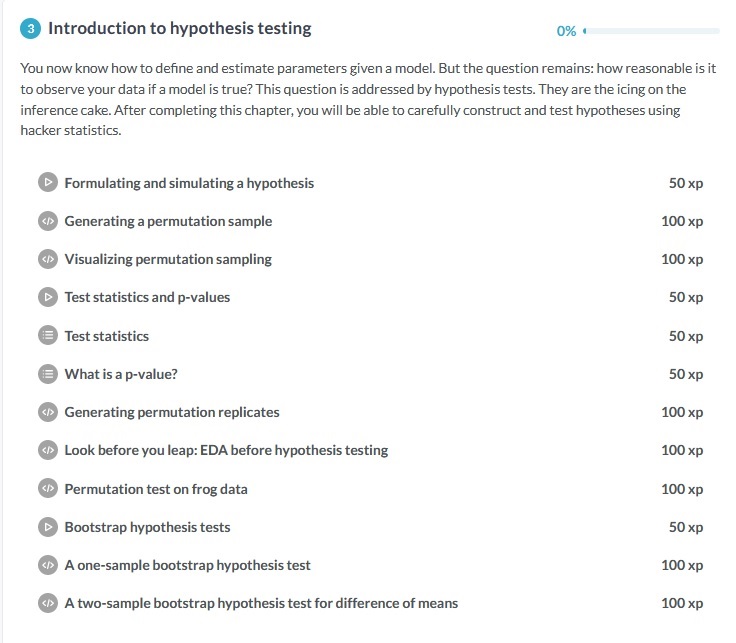 3 Introduction to hypothesis testing 0%
You now know how to define and estimate parameters given a model. But the question remains: how reasonable is it
to observe your data if a model is true? This question is addressed by hypothesis tests. They are the icing on the
inference cake. After completing this chapter, you will be able to carefully construct and test hypotheses using
hacker statistics.
Formulating and simulating a hypothesis 50 xp
</> Generating a permutation sample 100 xp
</> Visualizing permutation sampling 100 xp
Test statistics and p-values 50 xp
Test statistics 50 xp
What is a p-value? 50 xp
</> Generating permutation replicates 100 xp
</> Look before you leap: EDA before hypothesis testing 100 xp
</> Permutation test on frog data 100 xp
Bootstrap hypothesis tests 50 xp
</> A one-sample bootstrap hypothesis test 100 xp
</> A two-sample bootstrap hypothesis test for difference of means 100 xp